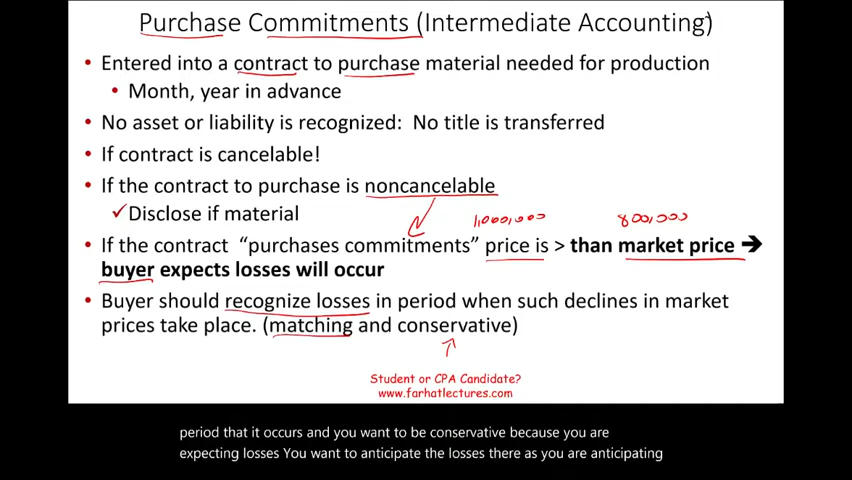 Purchase Commitments (Intermediate Accounting)
• Entered into a contract to purchase material needed for production
• Month, year in advance
• No asset or liability is recognized: No title is transferred
• If contract is cancelable!
• If the contract to purchase is noncancelable
1,000,000 800,000
✓Disclose if material
• If the contract “purchases commitments” price is > than market price ➔
buyer expects losses will occur
• Buyer should recognize losses in period when such declines in market
prices take place. (matching and conservative)
Student or CPA Candidate?
www.farhatlectures.com
period that it occurs and you want to be conservative because you are
expecting losses You want to anticipate the losses there as you are anticipating